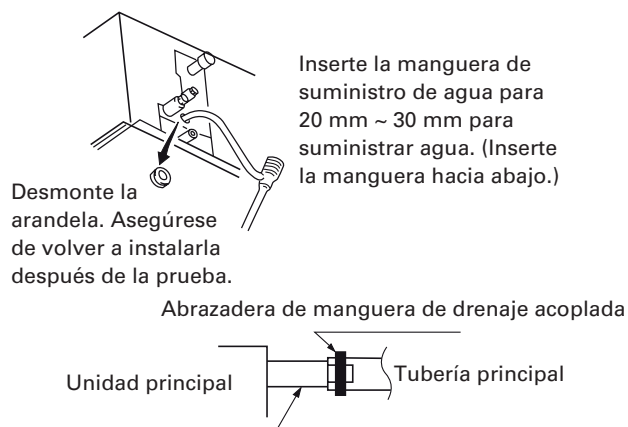 Inserte la manguera de
suministro de agua para
20 mm ~ 30 mm para
suministrar agua. (Inserte
la manguera hacia abajo.)
Desmonte la
arandela. Asegúrese
de volver a instalarla
después de la prueba.
Abrazadera de manguera de drenaje acoplada
Unidad principal
Tubería principal